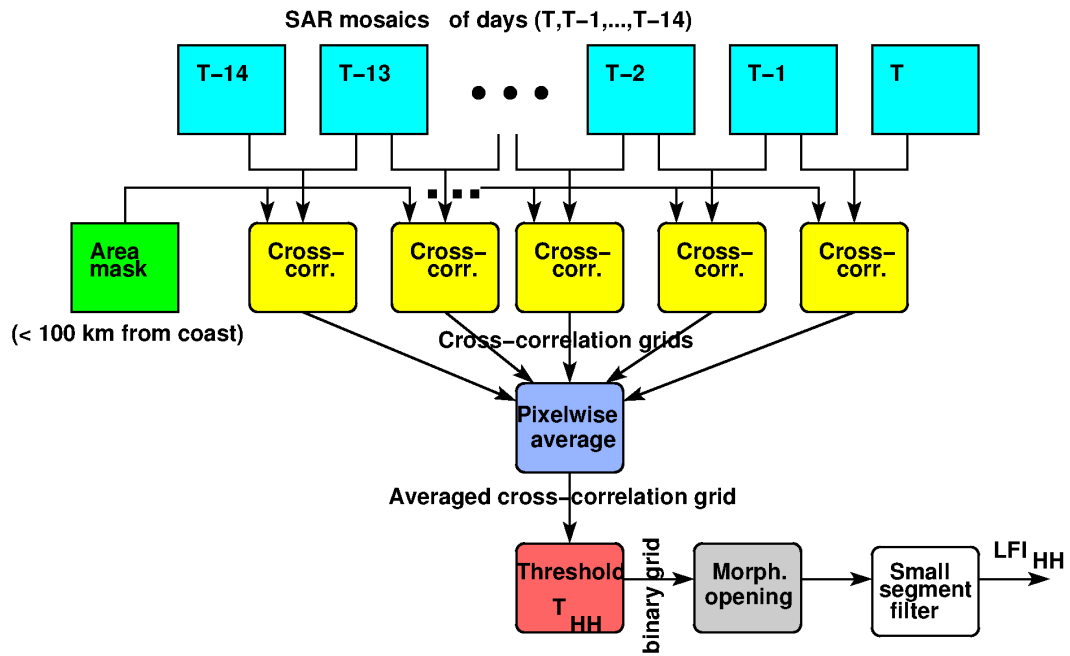 SAR mosaics of days (T,T−1,...,T−14)
T−14
T−13
T−2
T−1
T
Area
mask
(< 100 km from coast)
Cross−
corr.
Cross−
corr.
Cross−
corr.
Cross−
corr.
Cross−
corr.
Cross−correlation grids
Pixelwise
average
Averaged cross−correlation grid
Threshold
T HH
binary grid
Morph.
opening
Small
segment
filter
LFI HH